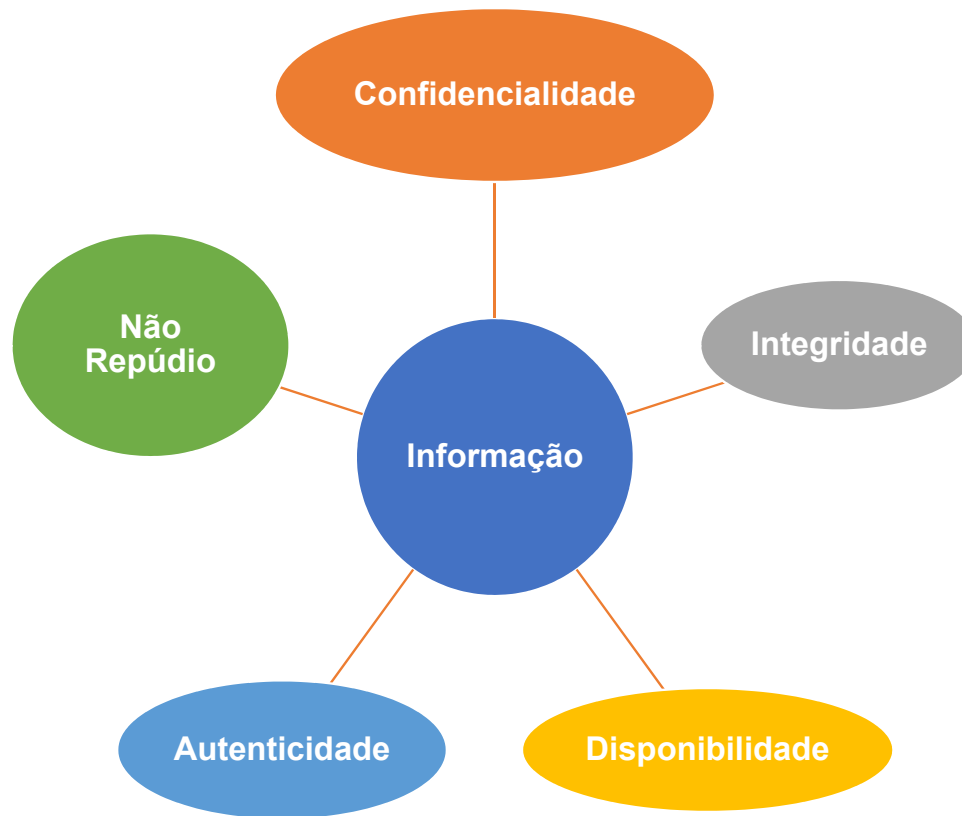 Confidencialidade
Não
Repúdio
Integridade
Informação
Autenticidade
Disponibilidade